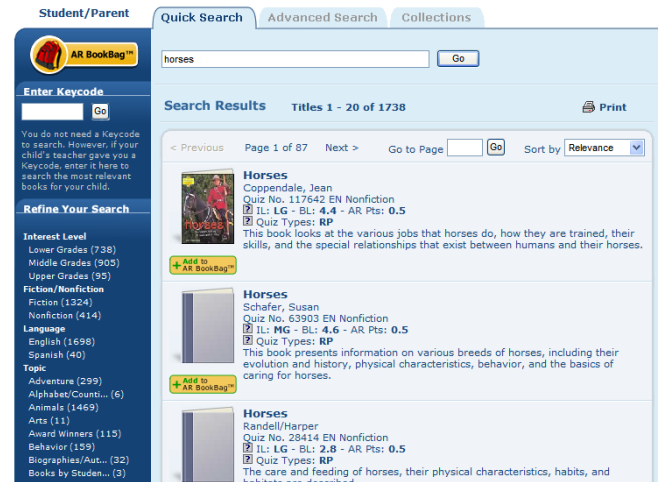 Student/Parent
Quick Search
Advanced Search
Collections
AR BookBag™
horses
Go
Enter Keycode
Go
You do not need a Keycode
to search. However, if your
child's teacher gave you a
Keycode, enter it here to
search the most relevant
books for your child.
Refine Your Search
Interest Level
Lower Grades (738)
Middle Grades (905)
Upper Grades (95)
Fiction/Nonfiction
Fiction (1324)
Nonfiction (414)
Language
English (1698)
Spanish (40)
Topic
Adventure (299)
Alphabet/Counti... (6)
Animals (1469)
Arts (11)
Award Winners (115)
Behavior (159)
Biographies/Aut... (32)
Books by Studen... (3)
Search Results Titles 1 - 20 of 1738
Print
< Previous Page 1 of 87 Next > Go to Page Go Sort by Relevance
horses
Horses
Coppendale, Jean
Quiz No. 117642 EN Nonfiction
? IL: LG - BL: 4.4 - AR Pts: 0.5
? Quiz Types: RP
This book looks at the various jobs that horses do, how they are trained, their
skills, and the special relationships that exist between humans and their horses.
+ Add to
AR BookBag™
Horses
Schafer, Susan
Quiz No. 63903 EN Nonfiction
? IL: MG - BL: 4.6 - AR Pts: 0.5
? Quiz Types: RP
This book presents information on various breeds of horses, including their
evolution and history, physical characteristics, behavior, and the basics of
caring for horses.
+ Add to
AR BookBag™
Horses
Randell/Harper
Quiz No. 28414 EN Nonfiction
? IL: LG - BL: 2.8 - AR Pts: 0.5
? Quiz Types: RP
The care and feeding of horses, their physical characteristics, habits, and
habitats are described.